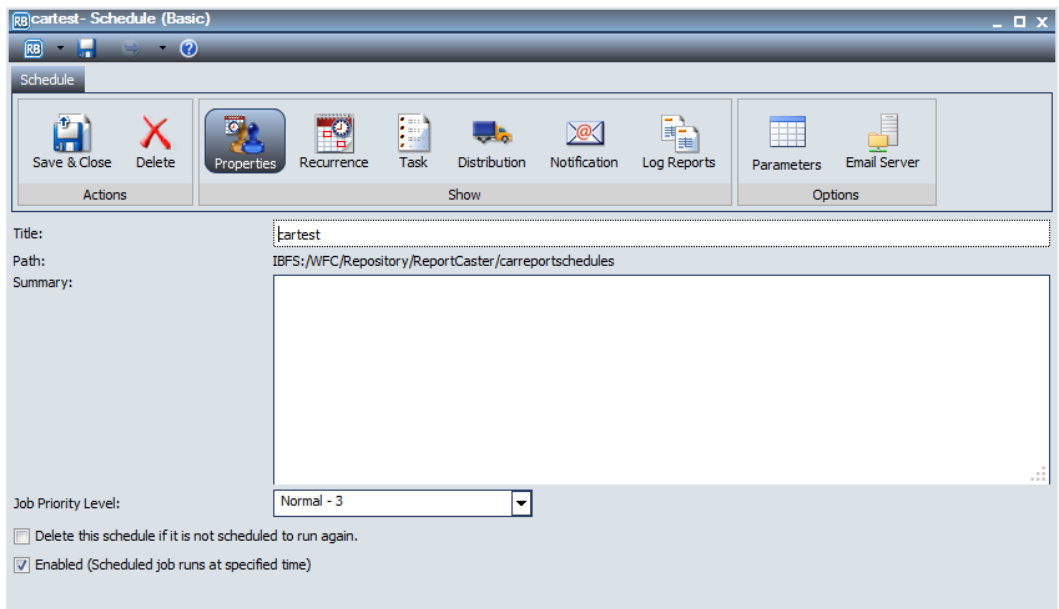 RB cartest- Schedule (Basic)
RB
Schedule
Save & Close Delete Properties Recurrence Task Distribution Notification Log Reports Parameters Email Server
Actions Show Options
Title: cartest
Path: IBFS:/WFC/Repository/ReportCaster/carreportschedules
Summary:
Job Priority Level: Normal - 3
Delete this schedule if it is not scheduled to run again.
Enabled (Scheduled job runs at specified time)